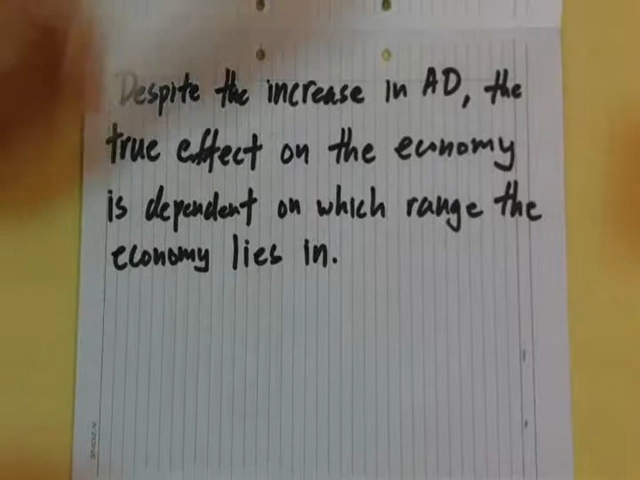 Despite the increase in AD, the
true effect on the economy
is dependent on which range the
economy lies in.